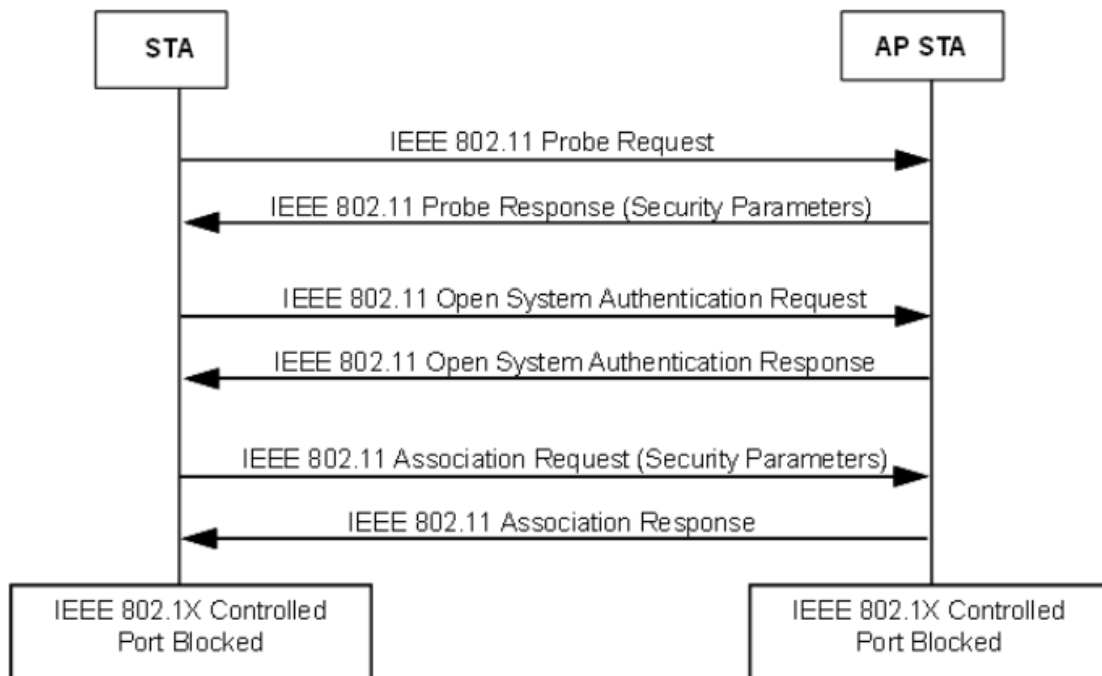 STA
AP STA
IEEE 802.11 Probe Request
IEEE 802.11 Probe Response (Security Parameters)
IEEE 802.11 Open System Authentication Request
IEEE 802.11 Open System Authentication Response
IEEE 802.11 Association Request (Security Parameters)
IEEE 802.11 Association Response
IEEE 802.1X Controlled
Port Blocked
IEEE 802.1X Controlled
Port Blocked